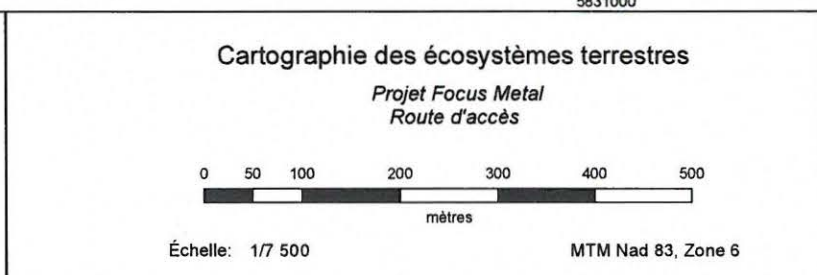 5831000
Cartographie des écosystèmes terrestres
Projet Focus Metal
Route d'accès
0 50 100 200 300 400 500
mètres
Échelle: 1/7 500 MTM Nad 83, Zone 6